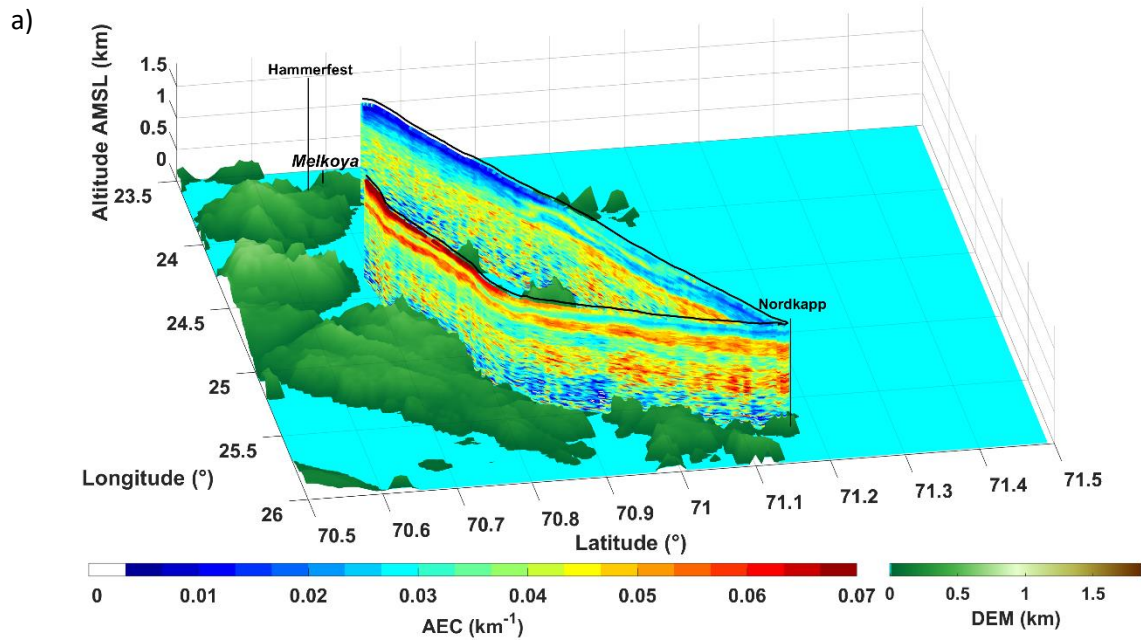 a)
Altitude AMSL (km)
1.5
1
0.5
0
Hammerfest
Melkoya
Nordkapp
23.5
24
24.5
25
25.5
26
Longitude (°)
70.5
70.6
70.7
70.8
70.9
71
71.1
71.2
71.3
71.4
71.5
Latitude (°)
0 0.01 0.02 0.03 0.04 0.05 0.06 0.07
AEC (km⁻¹)
0 0.5 1 1.5
DEM (km)